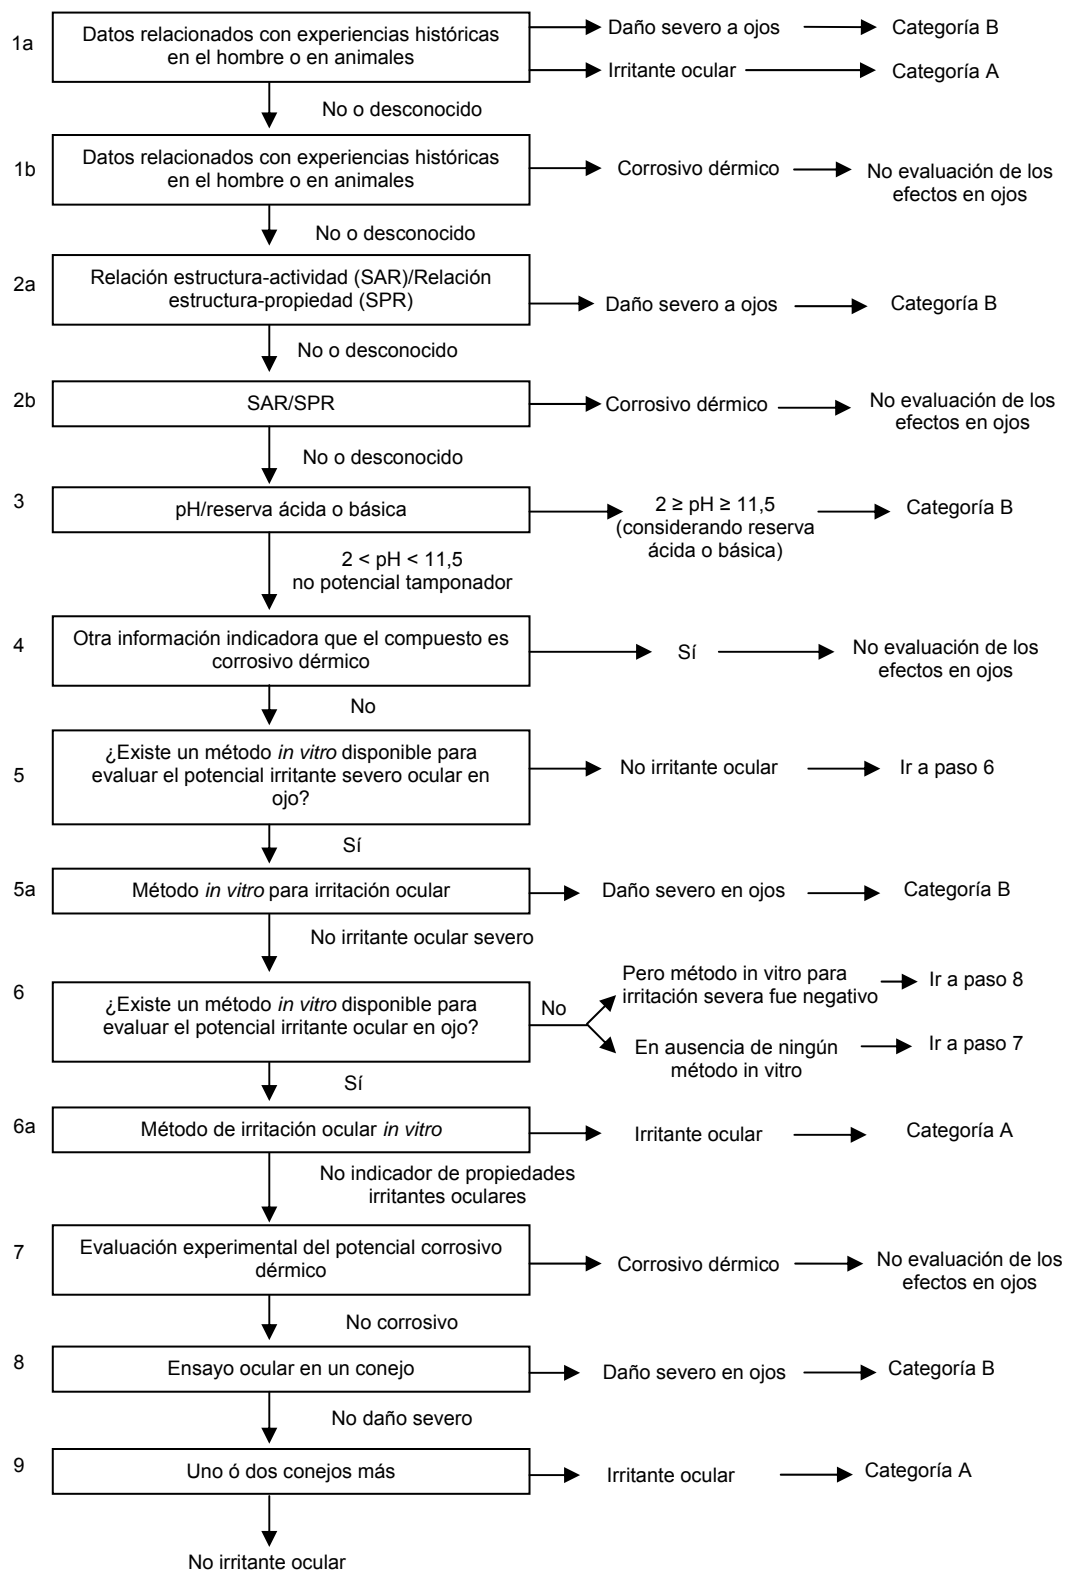 1a
Datos relacionados con experiencias históricas
en el hombre o en animales
Daño severo a ojos
Categoría B
Irritante ocular
Categoría A
No o desconocido
1b
Datos relacionados con experiencias históricas
en el hombre o en animales
Corrosivo dérmico
No evaluación de los
efectos en ojos
No o desconocido
2a
Relación estructura-actividad (SAR)/Relación
estructura-propiedad (SPR)
Daño severo a ojos
Categoría B
No o desconocido
2b
SAR/SPR
Corrosivo dérmico
No evaluación de los
efectos en ojos
No o desconocido
3
pH/reserva ácida o básica
2 ≥ pH ≥ 11,5
(considerando reserva
ácida o básica)
Categoría B
2 < pH < 11,5
no potencial tamponador
4
Otra información indicadora que el compuesto es
corrosivo dérmico
Sí
No evaluación de los
efectos en ojos
No
5
¿Existe un método in vitro disponible para
evaluar el potencial irritante severo ocular en
ojo?
No irritante ocular
Ir a paso 6
Sí
5a
Método in vitro para irritación ocular
Daño severo en ojos
Categoría B
No irritante ocular severo
6
¿Existe un método in vitro disponible para
evaluar el potencial irritante ocular en ojo?
No
Pero método in vitro para
irritación severa fue negativo
Ir a paso 8
En ausencia de ningún
método in vitro
Ir a paso 7
Sí
6a
Método de irritación ocular in vitro
Irritante ocular
Categoría A
No indicador de propiedades
irritantes oculares
7
Evaluación experimental del potencial corrosivo
dérmico
Corrosivo dérmico
No evaluación de los
efectos en ojos
No corrosivo
8
Ensayo ocular en un conejo
Daño severo en ojos
Categoría B
No daño severo
9
Uno ó dos conejos más
Irritante ocular
Categoría A
No irritante ocular